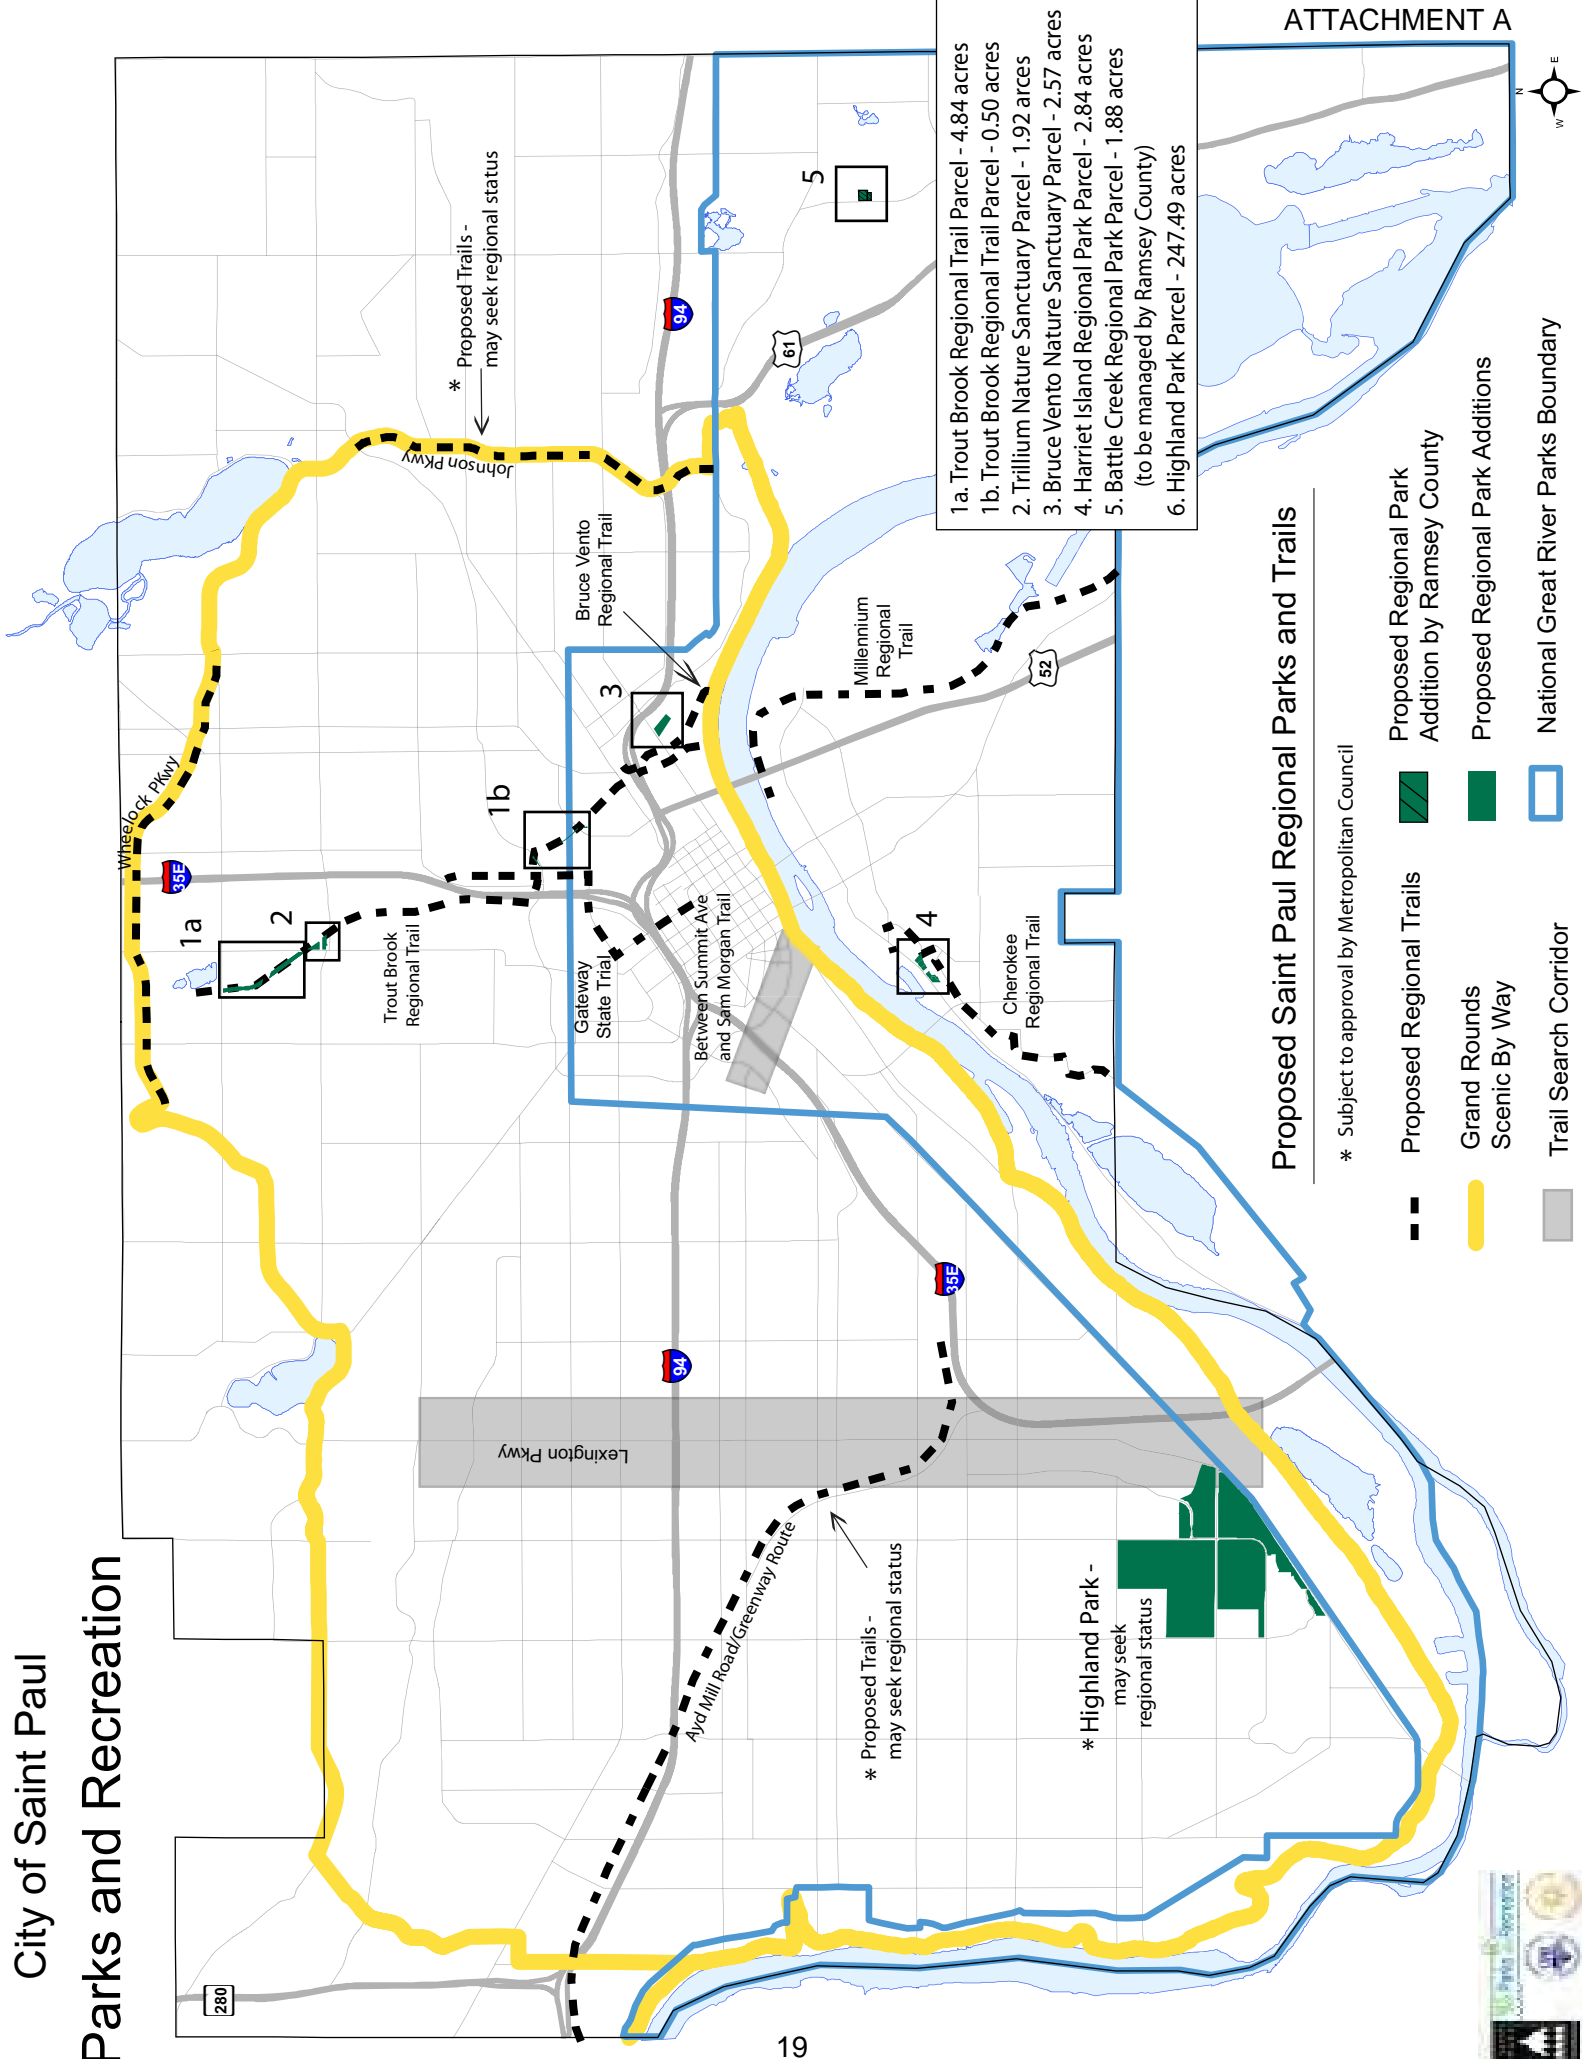 City of Saint Paul
Parks and Recreation
ATTACHMENT A
280
Wheelock PKwy
35E
1a
2
1b
3
4
5
* Proposed Trails -
may seek regional status
Johnson PKwy
94
61
Bruce Vento
Regional Trail
Trout Brook
Regional Trail
Gateway
State Trial
Between Summit Ave
and Sam Morgan Trail
Millennium
Regional
Trail
52
Cherokee
Regional Trail
94
35E
Lexington Pkwy
Ayd Mill Road/Greenway Route
* Proposed Trails -
may seek regional status
* Highland Park -
may seek
regional status
1a. Trout Brook Regional Trail Parcel - 4.84 acres
1b. Trout Brook Regional Trail Parcel - 0.50 acres
2. Trillium Nature Sanctuary Parcel - 1.92 arces
3. Bruce Vento Nature Sanctuary Parcel - 2.57 acres
4. Harriet Island Regional Park Parcel - 2.84 acres
5. Battle Creek Regional Park Parcel - 1.88 acres
(to be managed by Ramsey County)
6. Highland Park Parcel - 247.49 acres
Proposed Saint Paul Regional Parks and Trails
* Subject to approval by Metropolitan Council
Proposed Regional Trails
Grand Rounds
Scenic By Way
Trail Search Corridor
Proposed Regional Park
Addition by Ramsey County
Proposed Regional Park Additions
National Great River Parks Boundary
N
E
W
19